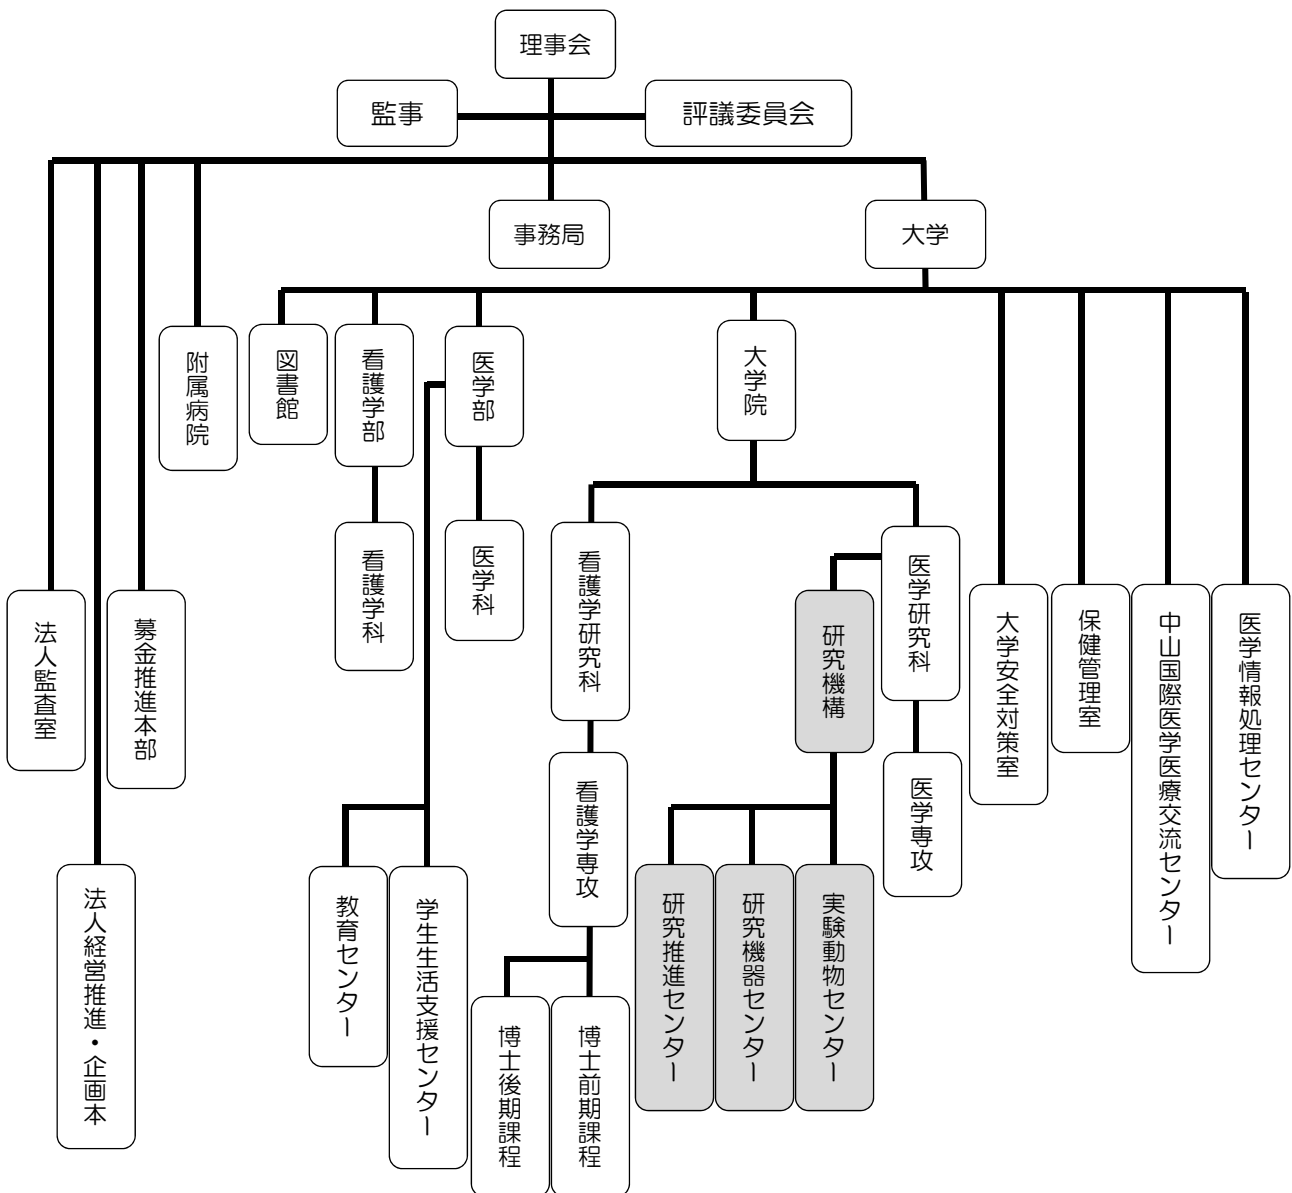 理事会
監事
評議委員会
事務局
大学
附属病院
図書館
看護学部
医学部
大学院
看護学科
医学科
看護学研究科
医学研究科
法人監査室
募金推進本部
研究機構
大学安全対策室
保健管理室
中山国際医学医療交流センター
医学情報処理センター
看護学専攻
医学専攻
法人経営推進・企画本
教育センター
学生生活支援センター
研究推進センター
研究機器センター
実験動物センター
博士後期課程
博士前期課程